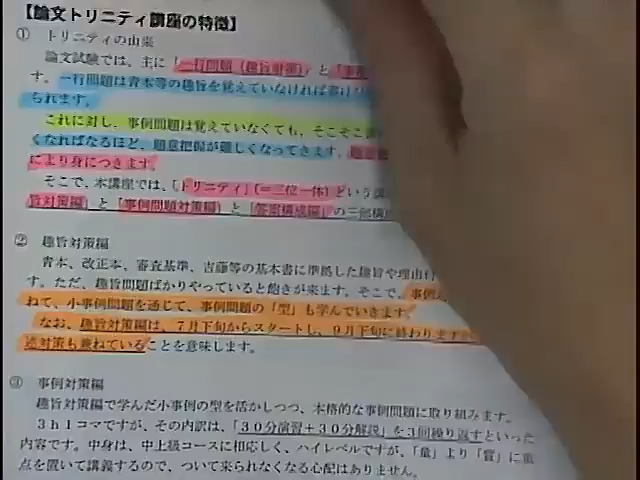 【論文トリニティ講座の特徴】
① トリニティの由来
論文試験では、主に「一行問題(趣旨対策)」と「事例
す。一行問題は青本等の趣旨を覚えていなければ書け
られます。
これに対し、事例問題は覚えていなくても、そこそこ書
くなればなるほど、題意把握が難しくなってきます。
により身につきます。
そこで、本講座では、「トリニティ」(=三位一体)という
旨対策編」と「事例問題対策編」と「答案構成編」の三部構
② 趣旨対策編
青本、改正本、審査基準、吉藤等の基本書に準拠した趣旨や理由付
す。ただ、趣旨問題ばかりやっていると飽きが来ます。そこで、事例
ねて、小事例問題を通じて、事例問題の「型」も学んでいきます。
なお、趣旨対策編は、7月下旬からスタートし、9月下旬に終わります
述対策も兼ねていることを意味します。
③ 事例対策編
趣旨対策編で学んだ小事例の型を活かしつつ、本格的な事例問題に取り組みます。
3h1コマですが、その内訳は、「30分演習+30分解説」を3回繰り返すといった
内容です。中身は、中上級コースに相応しく、ハイレベルですが、「量」より「質」に重
点を置いて講義するので、ついて来られなくなる心配はありません。